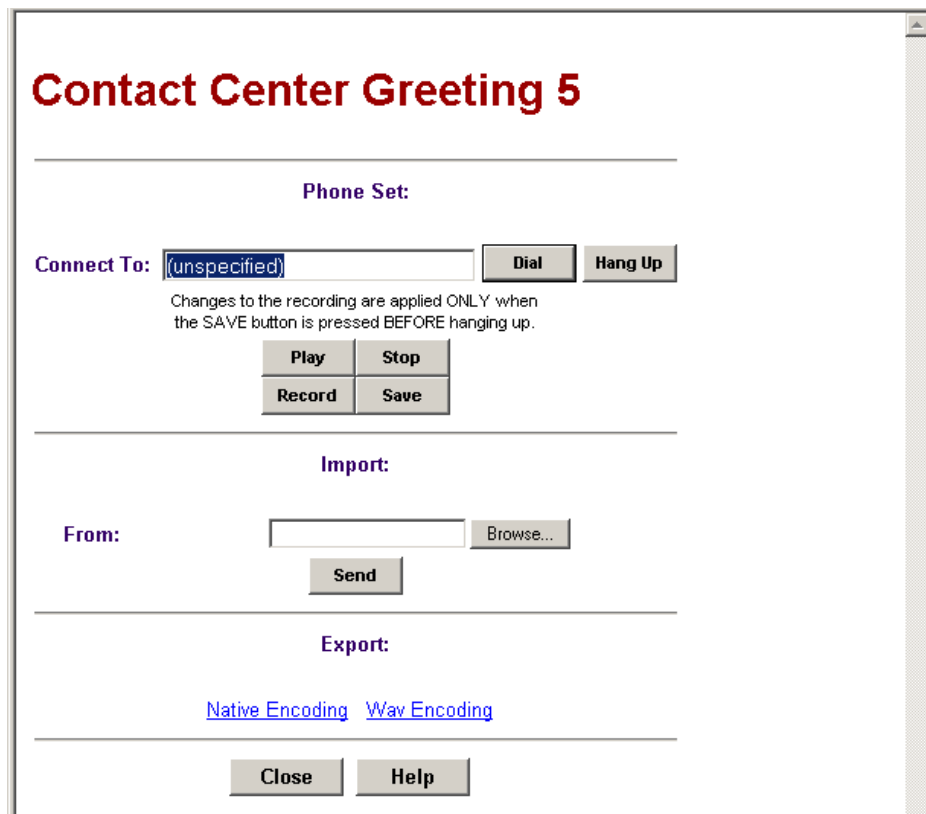 Contact Center Greeting 5
Phone Set:
Connect To: (unspecified) Dial Hang Up
Changes to the recording are applied ONLY when
the SAVE button is pressed BEFORE hanging up.
Play Stop
Record Save
Import:
From: Browse...
Send
Export:
Native Encoding Wav Encoding
Close Help